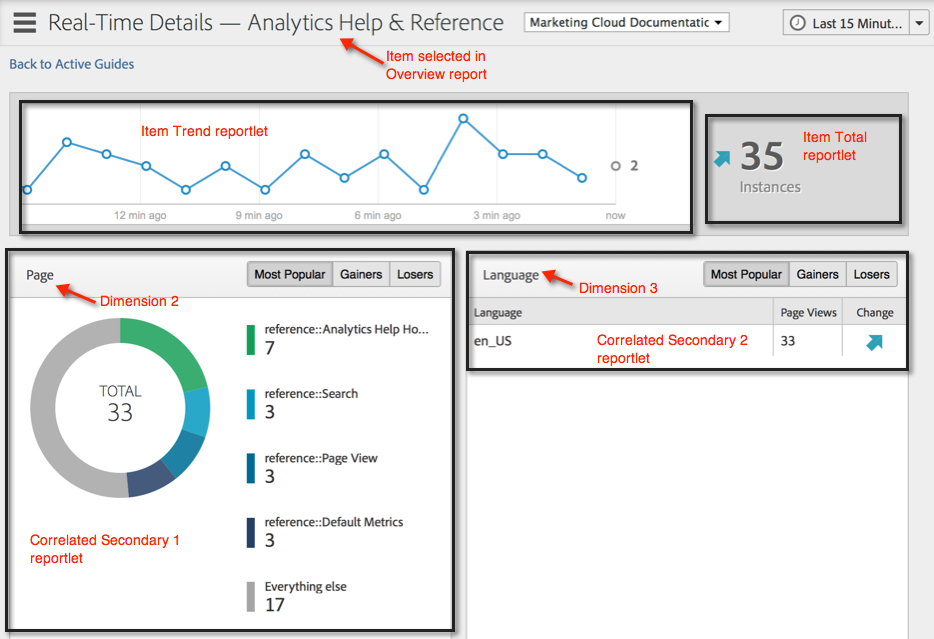 Real-Time Details — Analytics Help & Reference
Marketing Cloud Documentatic
Last 15 Minut...
Item selected in
Overview report
Back to Active Guides
Item Trend reportlet
2
12 min ago
9 min ago
6 min ago
3 min ago
now
35
Instances
Item Total
reportlet
Page
Most Popular
Gainers
Losers
Dimension 2
TOTAL
33
reference::Analytics Help Ho...
7
reference::Search
3
reference::Page View
3
reference::Default Metrics
3
Everything else
17
Correlated Secondary 1
reportlet
Language
Most Popular
Gainers
Losers
Dimension 3
Language
Page Views
Change
en_US
33
Correlated Secondary 2
reportlet